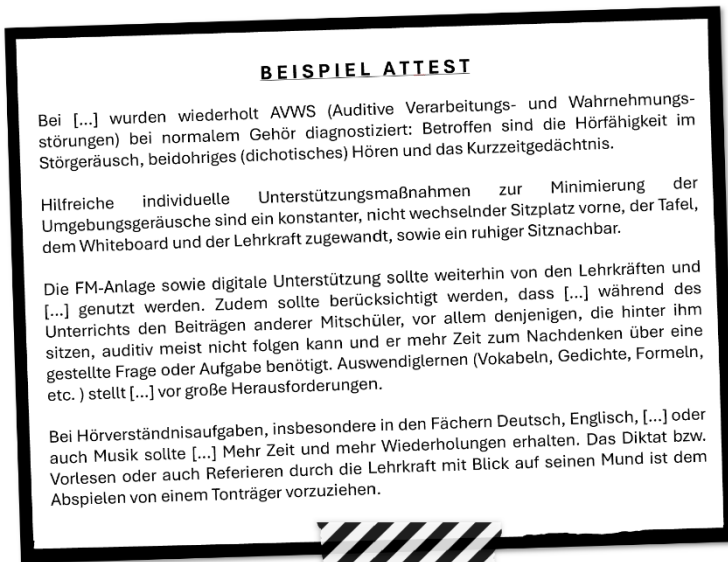 BEISPIEL ATTEST
Bei [...] wurden wiederholt AVWS (Auditive Verarbeitungs- und Wahrnehmungs-
störungen) bei normalem Gehör diagnostiziert: Betroffen sind die Hörfähigkeit im
Störgeräusch, beidohriges (dichotisches) Hören und das Kurzzeitgedächtnis.
Hilfreiche individuelle Unterstützungsmaßnahmen zur Minimierung der
Umgebungsgeräusche sind ein konstanter, nicht wechselnder Sitzplatz vorne, der Tafel,
dem Whiteboard und der Lehrkraft zugewandt, sowie ein ruhiger Sitznachbar.
Die FM-Anlage sowie digitale Unterstützung sollte weiterhin von den Lehrkräften und
[...] genutzt werden. Zudem sollte berücksichtigt werden, dass [...] während des
Unterrichts den Beiträgen anderer Mitschüler, vor allem denjenigen, die hinter ihm
sitzen, auditiv meist nicht folgen kann und er mehr Zeit zum Nachdenken über eine
gestellte Frage oder Aufgabe benötigt. Auswendiglernen (Vokabeln, Gedichte, Formeln,
etc. ) stellt [...] vor große Herausforderungen.
Bei Hörverständnisaufgaben, insbesondere in den Fächern Deutsch, Englisch, [...] oder
auch Musik sollte [...] Mehr Zeit und mehr Wiederholungen erhalten. Das Diktat bzw.
Vorlesen oder auch Referieren durch die Lehrkraft mit Blick auf seinen Mund ist dem
Abspielen von einem Tonträger vorzuziehen.